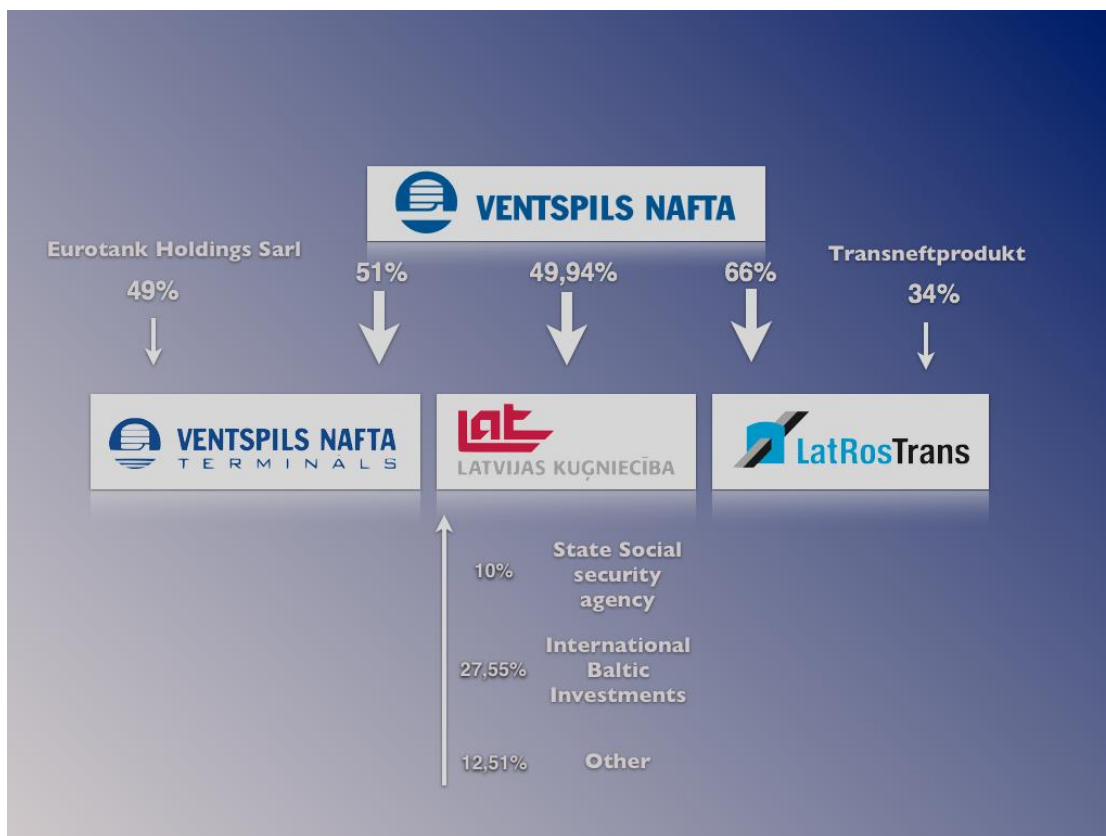 VENTSPILS NAFTA
Eurotank Holdings Sarl
49%
51%
49,94%
66%
Transneftprodukt
34%
VENTSPILS NAFTA
TERMINĀLS
Lat
LATVIJAS KUĢNIECĪBA
LatRosTrans
10%
State Social
security
agency
27,55%
International
Baltic
Investments
12,51%
Other